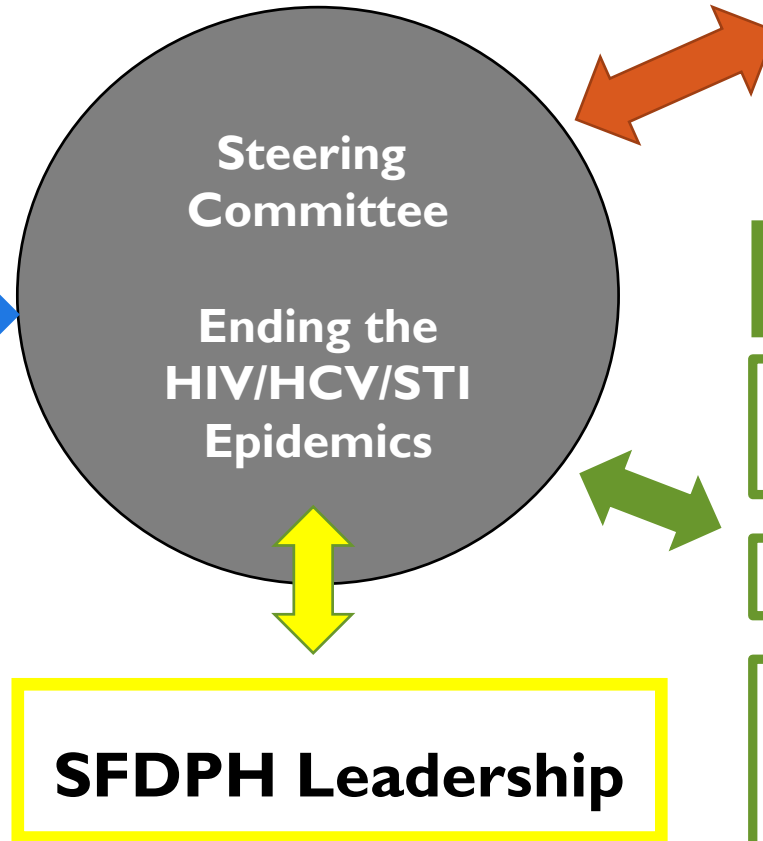 Steering
Committee
Ending the
HIV/HCV/STI
Epidemics
SFDPH Leadership